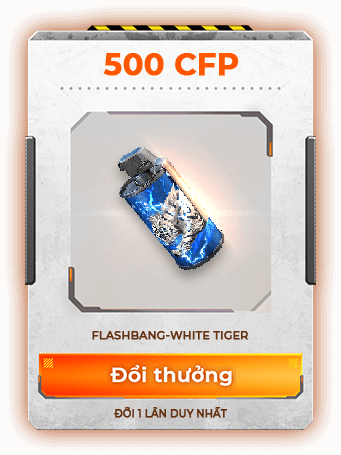 500 CFP
FLASHBANG-WHITE TIGER
Đổi thưởng
ĐỔI 1 LẦN DUY NHẤT